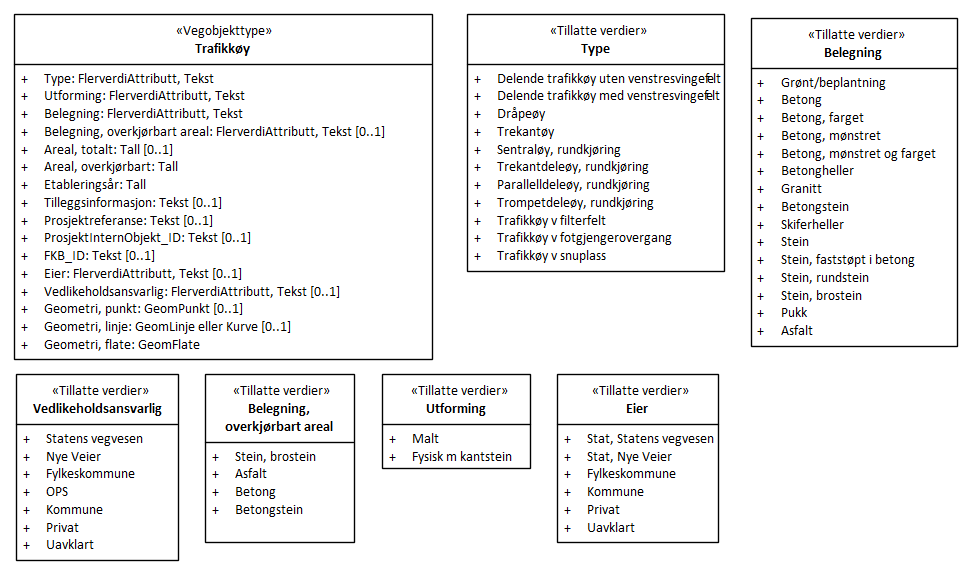 «Vegobjekttype»
Trafikkøy
+ Type: FlerverdiAttributt, Tekst
+ Utforming: FlerverdiAttributt, Tekst
+ Belegning: FlerverdiAttributt, Tekst
+ Belegning, overkjørbart areal: FlerverdiAttributt, Tekst [0..1]
+ Areal, totalt: Tall [0..1]
+ Areal, overkjørbart: Tall
+ Etableringsår: Tall
+ Tilleggsinformasjon: Tekst [0..1]
+ Prosjektreferanse: Tekst [0..1]
+ ProsjektInternObjekt_ID: Tekst [0..1]
+ FKB_ID: Tekst [0..1]
+ Eier: FlerverdiAttributt, Tekst [0..1]
+ Vedlikeholdsansvarlig: FlerverdiAttributt, Tekst [0..1]
+ Geometri, punkt: GeomPunkt [0..1]
+ Geometri, linje: GeomLinje eller Kurve [0..1]
+ Geometri, flate: GeomFlate
«Tillatte verdier»
Type
+ Delende trafikkøy uten venstresvingefelt
+ Delende trafikkøy med venstresvingefelt
+ Dråpeøy
+ Trekantøy
+ Sentraløy, rundkjøring
+ Trekantdeleøy, rundkjøring
+ Parallelldeleøy, rundkjøring
+ Trompetdeleøy, rundkjøring
+ Trafikkøy v filterfelt
+ Trafikkøy v fotgjengerovergang
+ Trafikkøy v snuplass
«Tillatte verdier»
Belegning
+ Grønt/beplantning
+ Betong
+ Betong, farget
+ Betong, mønstret
+ Betong, mønstret og farget
+ Betongheller
+ Granitt
+ Betongstein
+ Skiferheller
+ Stein
+ Stein, faststøpt i betong
+ Stein, rundstein
+ Stein, brostein
+ Pukk
+ Asfalt
«Tillatte verdier»
Vedlikeholdsansvarlig
+ Statens vegvesen
+ Nye Veier
+ Fylkeskommune
+ OPS
+ Kommune
+ Privat
+ Uavklart
«Tillatte verdier»
Belegning,
overkjørbart areal
+ Stein, brostein
+ Asfalt
+ Betong
+ Betongstein
«Tillatte verdier»
Utforming
+ Malt
+ Fysisk m kantstein
«Tillatte verdier»
Eier
+ Stat, Statens vegvesen
+ Stat, Nye Veier
+ Fylkeskommune
+ Kommune
+ Privat
+ Uavklart